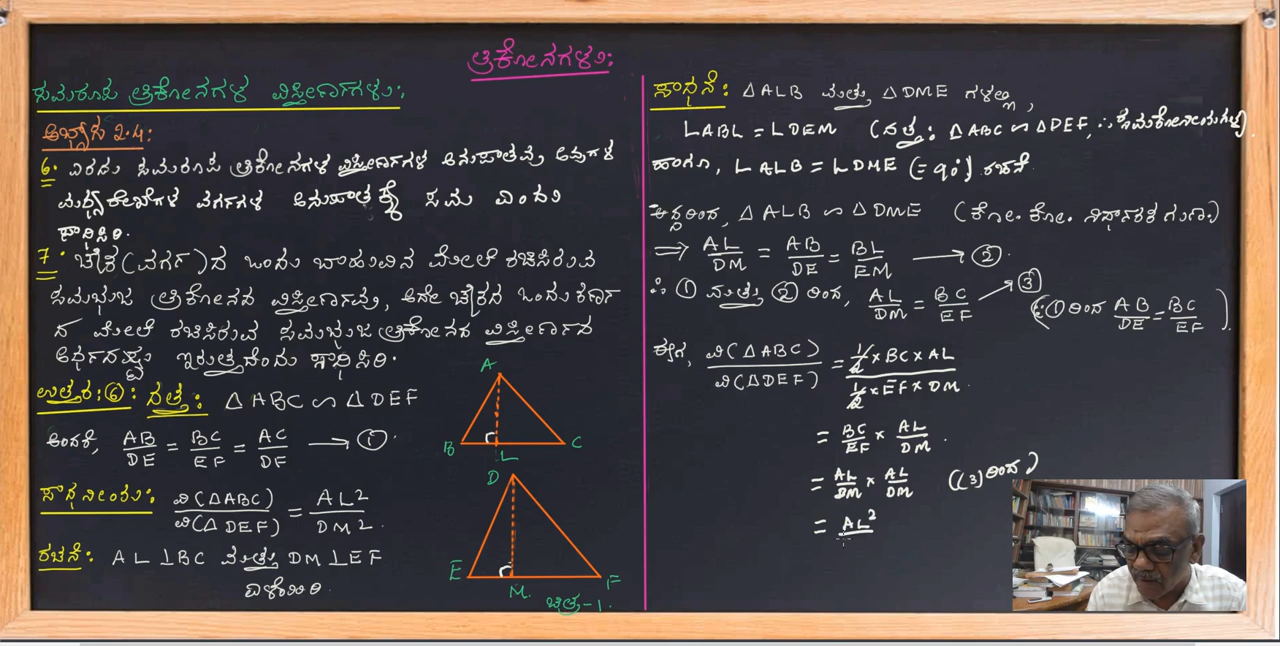 ತ್ರಿಕೋನಗಳು:
ಸಮರೂಪ ತ್ರಿಕೋನಗಳ ವಿಸ್ತೀರ್ಣಗಳು:
ಅಭ್ಯಾಸ 2.4:
6. ಎರಡು ಸಮರೂಪ ತ್ರಿಕೋನಗಳ ವಿಸ್ತೀರ್ಣಗಳ ಅನುಪಾತವು ಅವುಗಳ
ಮಧ್ಯರೇಖೆಗಳ ವರ್ಗಗಳ ಅನುಪಾತಕ್ಕೆ ಸಮ ಎಂದು
ಸಾಧಿಸಿರಿ.
7. ಚೌಕ(ವರ್ಗ)ದ ಒಂದು ಬಾಹುವಿನ ಮೇಲೆ ರಚಿಸಿರುವ
ಸಮಭುಜ ತ್ರಿಕೋನದ ವಿಸ್ತೀರ್ಣವು, ಅದೇ ಚೌಕದ ಒಂದು ಕರ್ಣ
ದ ಮೇಲೆ ರಚಿಸಿರುವ ಸಮಭುಜ ತ್ರಿಕೋನದ ವಿಸ್ತೀರ್ಣದ
ಅರ್ಧದಷ್ಟು ಇರುತ್ತದೆಂದು ಸಾಧಿಸಿರಿ.
ಉತ್ತರ:⑥: ದತ್ತ: △ABC ∽ △DEF
ಅಂದರೆ, AB/DE = BC/EF = AC/DF → ①.
ಸಾಧನೀಯ: ವಿ(△ABC)/ವಿ(△DEF) = AL2/DM2.
ರಚನೆ: AL ⊥ BC ಮತ್ತು DM ⊥ EF
ಎಳೆಯಿರಿ
A
B
L
C
D
E
M
F
ಚಿತ್ರ-1.
ಸಾಧನೆ: △ALB ಮತ್ತು △DME ಗಳಲ್ಲಿ,
∠ABL = ∠DEM (ದತ್ತ: △ABC ∽ △DEF, ∴ ಸಮಕೋನೀಯಗಳು)
ಹಾಗೂ, ∠ALB = ∠DME (= 90°) ರಚನೆ
ಆದ್ದರಿಂದ, △ALB ∽ △DME (ಕೋ. ಕೋ. ನಿರ್ಧಾರಕ ಗುಣ)
⟹ AL/DM = AB/DE = BL/EM → ②.
∴ ① ಮತ್ತು ② ರಿಂದ, AL/DM = BC/EF → ③ (∵ ① ರಿಂದ AB/DE = BC/EF).
ಈಗ, ವಿ(△ABC)/ವಿ(△DEF) = ½ × BC × AL / ½ × EF × DM
= BC/EF × AL/DM.
= AL/DM × AL/DM ((3) ರಿಂದ)
= AL²